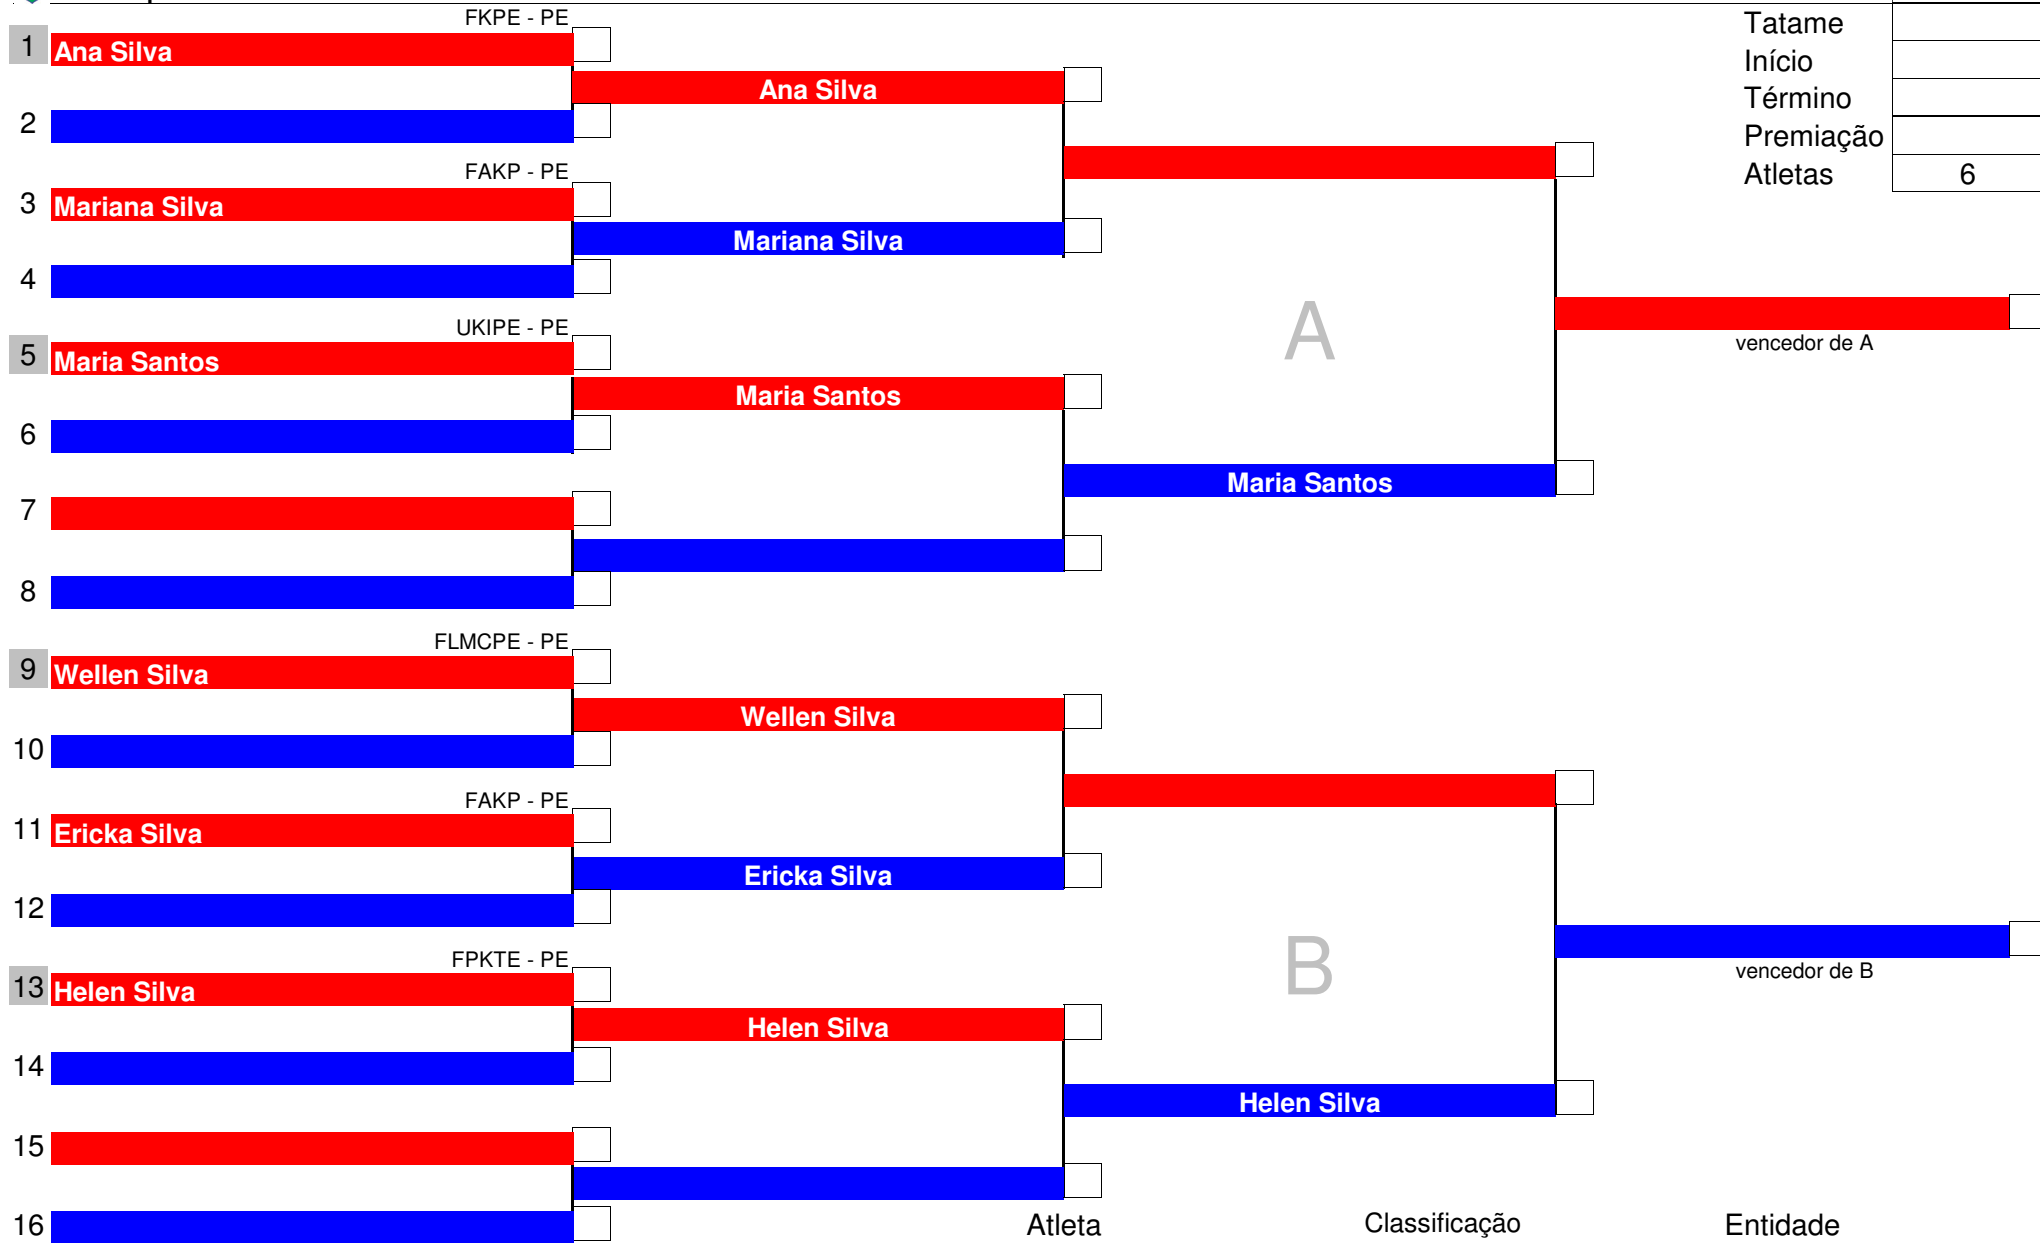 FKPE - PE
Tatame
1 Ana Silva
Ana Silva
Início
Término
2
Premiação
FAKP - PE
Atletas 6
3 Mariana Silva
Mariana Silva
4
UKIPE - PE
A
vencedor de A
5 Maria Santos
Maria Santos
6
Maria Santos
7
8
FLMCPE - PE
9 Wellen Silva
Wellen Silva
10
FAKP - PE
11 Ericka Silva
Ericka Silva
12
FPKTE - PE
B
vencedor de B
13 Helen Silva
Helen Silva
14
Helen Silva
15
16
Atleta Classificação Entidade